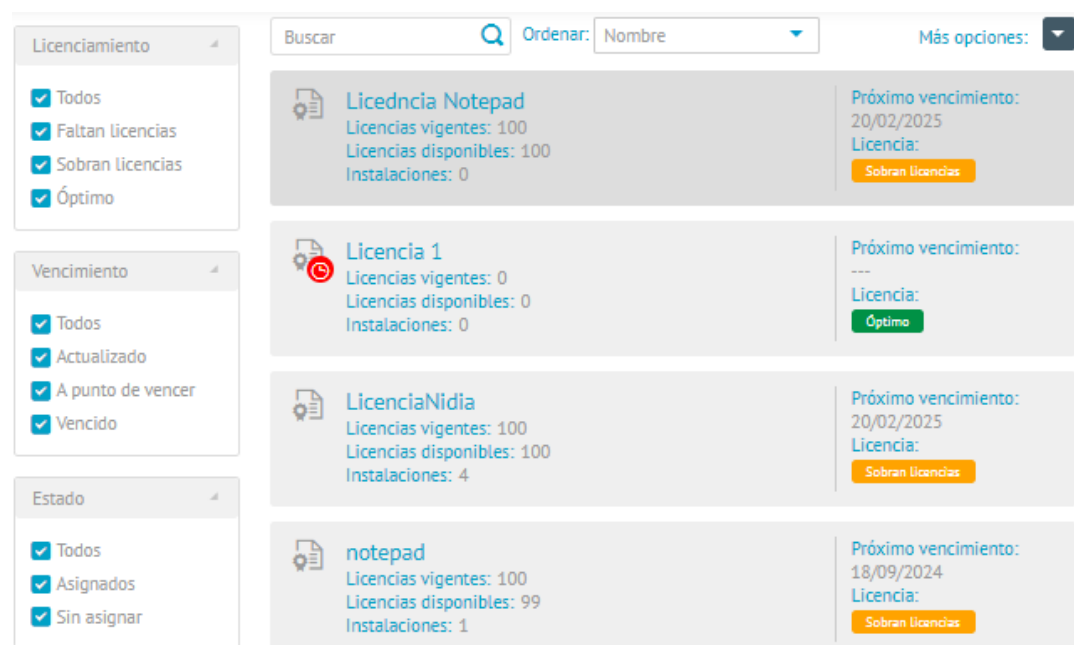 Licenciamiento
Todos
Faltan licencias
Sobran licencias
Óptimo
Vencimiento
Todos
Actualizado
A punto de vencer
Vencido
Estado
Todos
Asignados
Sin asignar
Buscar
Ordenar: Nombre
Más opciones:
Licedncia Notepad
Licencias vigentes: 100
Licencias disponibles: 100
Instalaciones: 0
Próximo vencimiento:
20/02/2025
Licencia:
Sobran licencias
Licencia 1
Licencias vigentes: 0
Licencias disponibles: 0
Instalaciones: 0
Próximo vencimiento:
---
Licencia:
Óptimo
LicenciaNidia
Licencias vigentes: 100
Licencias disponibles: 100
Instalaciones: 4
Próximo vencimiento:
20/02/2025
Licencia:
Sobran licencias
notepad
Licencias vigentes: 100
Licencias disponibles: 99
Instalaciones: 1
Próximo vencimiento:
18/09/2024
Licencia:
Sobran licencias